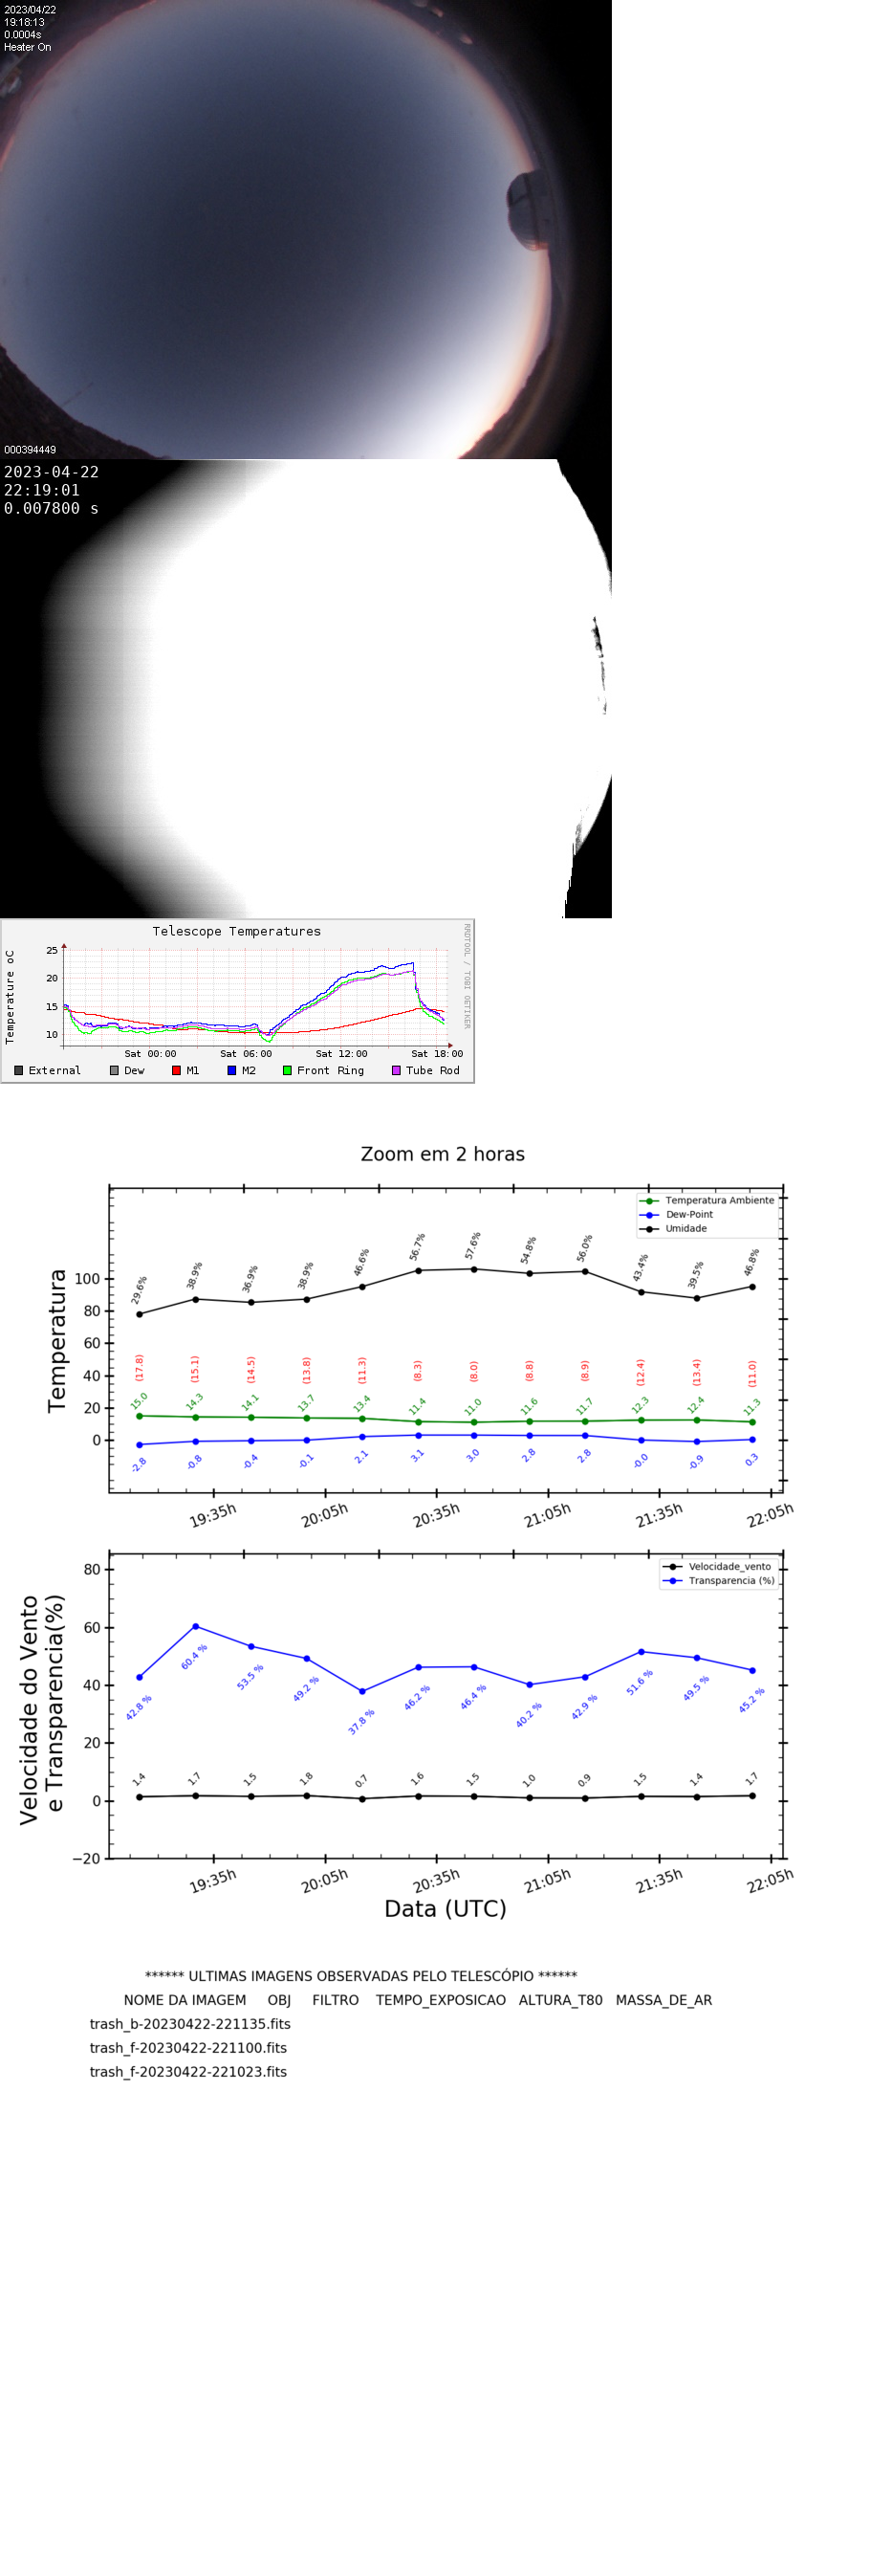 2023/04/22
19:18:13
0.0004s
Heater On
000394449
2023-04-22
22:19:01
0.007800 s
Telescope Temperatures
RRDTOOL / TOBI OETIKER
Temperature oC
25
20
15
10
Sat 00:00 Sat 06:00 Sat 12:00 Sat 18:00
External Dew M1 M2 Front Ring Tube Rod
Zoom em 2 horas
Temperatura Ambiente
Dew-Point
Umidade
Temperatura
100
80
60
40
20
0
29.6% 38.9% 36.9% 38.9% 46.6% 56.7% 57.6% 54.8% 56.0% 43.4% 39.5% 46.8%
(17.8) (15.1) (14.5) (13.8) (11.3) (8.3) (8.0) (8.8) (8.9) (12.4) (13.4) (11.0)
15.0 14.3 14.1 13.7 13.4 11.4 11.0 11.6 11.7 12.3 12.4 11.3
-2.8 -0.8 -0.4 -0.1 2.1 3.1 3.0 2.8 2.8 -0.0 -0.9 0.3
19:35h 20:05h 20:35h 21:05h 21:35h 22:05h
Velocidade_vento
Transparencia (%)
Velocidade do Vento
e Transparencia(%)
80
60
40
20
0
−20
42.8 % 60.4 % 53.5 % 49.2 % 37.8 % 46.2 % 46.4 % 40.2 % 42.9 % 51.6 % 49.5 % 45.2 %
1.4 1.7 1.5 1.8 0.7 1.6 1.5 1.0 0.9 1.5 1.4 1.7
19:35h 20:05h 20:35h 21:05h 21:35h 22:05h
Data (UTC)
****** ULTIMAS IMAGENS OBSERVADAS PELO TELESCÓPIO ******
NOME DA IMAGEM OBJ FILTRO TEMPO_EXPOSICAO ALTURA_T80 MASSA_DE_AR
trash_b-20230422-221135.fits
trash_f-20230422-221100.fits
trash_f-20230422-221023.fits